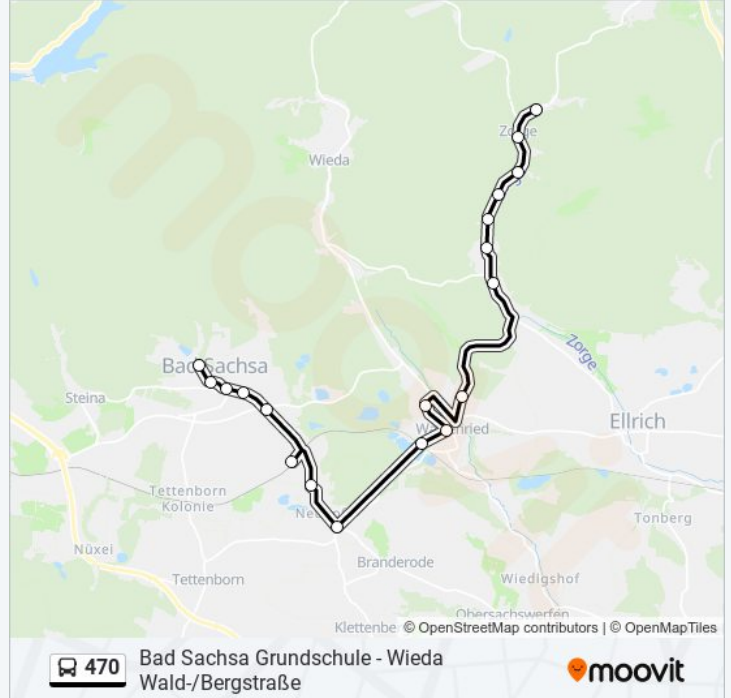 Zorge
Wieda
Zorge
Bad Sachsa
Steina
Ellrich
Walkenried
Tettenborn
Kolonie
Tonberg
Nüxei
Branderode
Tettenborn
Wiedigshof
Obersachswerfen
Klettenbe
© OpenStreetMap contributors | © OpenMapTiles
470
Bad Sachsa Grundschule - Wieda
Wald-/Bergstraße
moovit